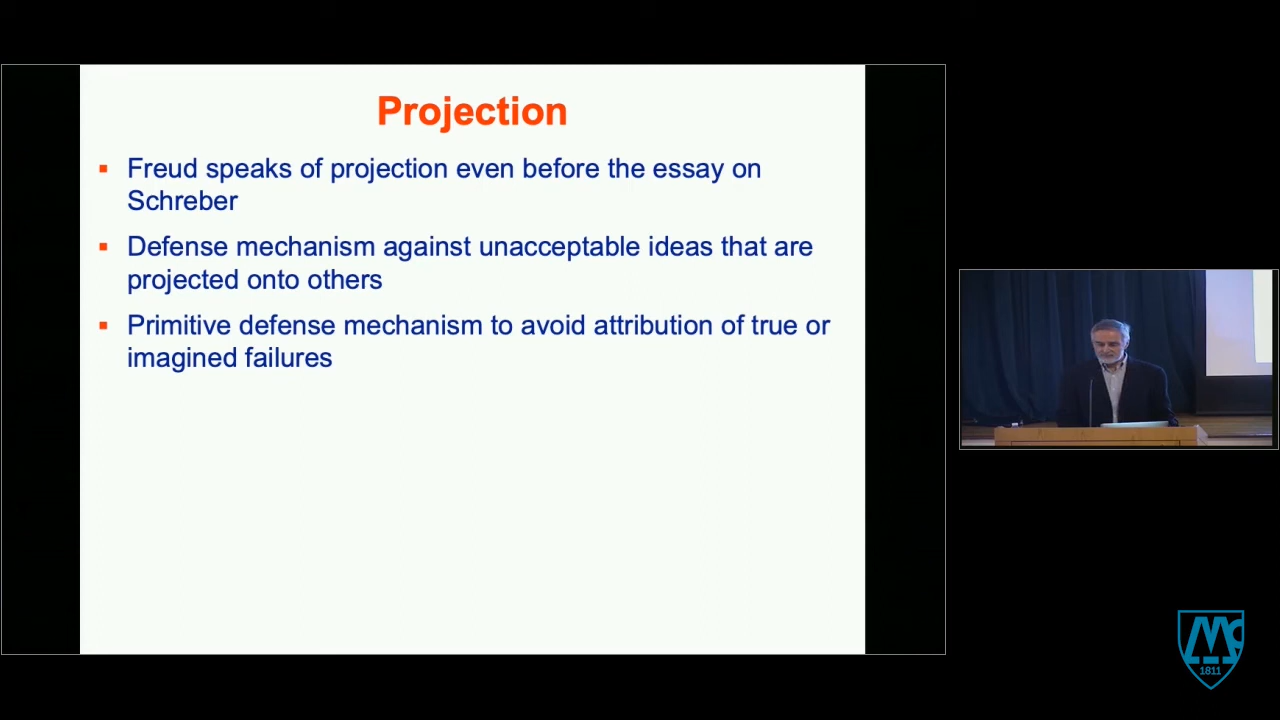 Projection
Freud speaks of projection even before the essay on
Schreber
Defense mechanism against unacceptable ideas that are
projected onto others
Primitive defense mechanism to avoid attribution of true or
imagined failures
1811